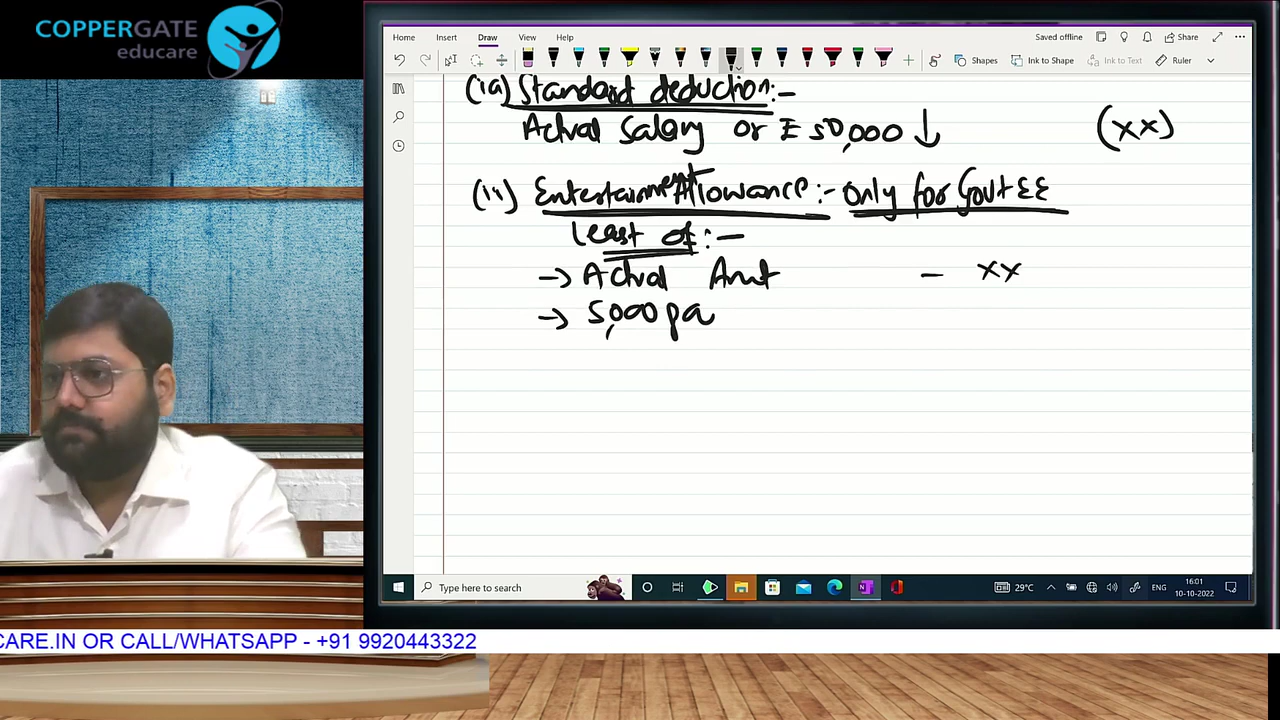 COPPERGATE
educare
Home Insert Draw View Help
Saved offline Share
Shapes Ink to Shape Ink to Text Ruler
(ia) Standard deduction:-
Actual Salary or ₹ 50,000 ↓ (xx)
(ii) Entertainment Allowance:- Only for Govt EE
Least of:-
→ Actual Amt - xx
→ 5,000 pa
Type here to search
29°C ENG 16:01
10-10-2022
CARE.IN OR CALL/WHATSAPP - +91 9920443322